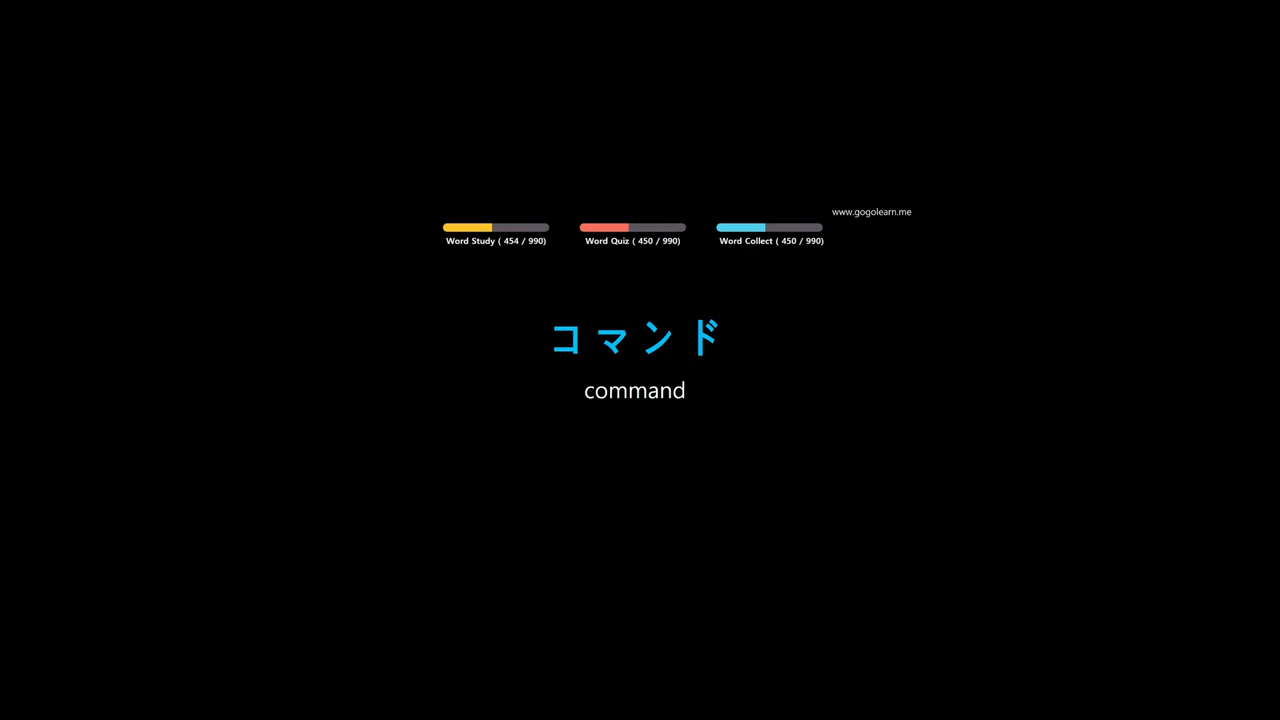 www.gogolearn.me
Word Study ( 454 / 990)
Word Quiz ( 450 / 990)
Word Collect ( 450 / 990)
コマンド
command